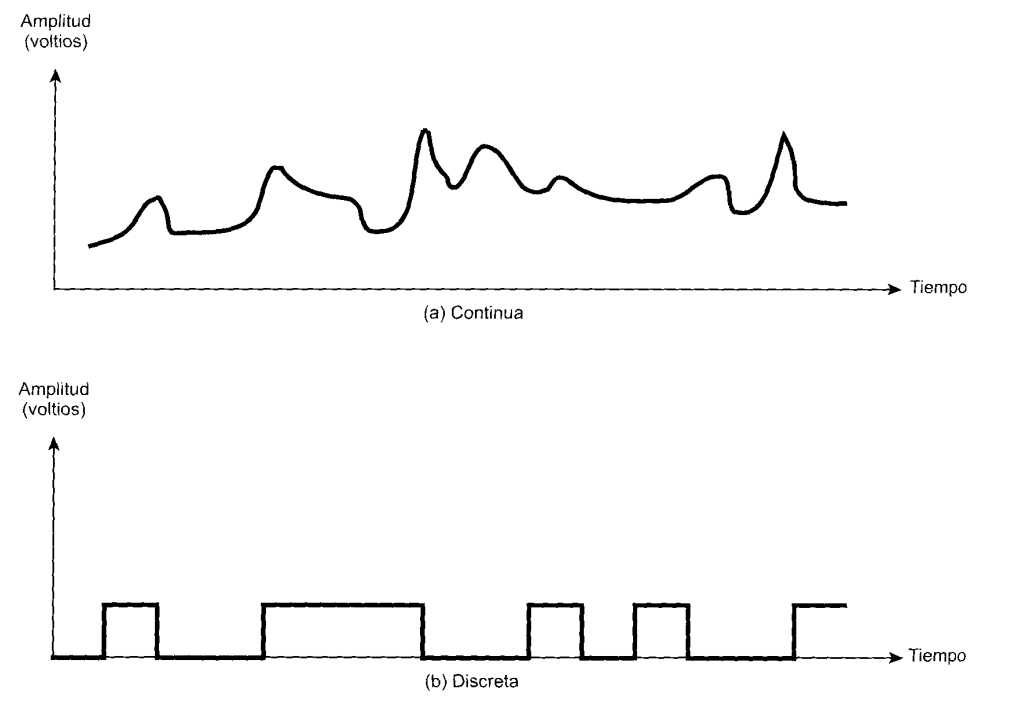 Amplitud
(voltios)
Tiempo
(a) Continua
Amplitud
(voltios)
Tiempo
(b) Discreta